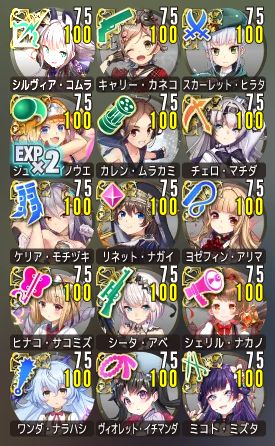 75 75 75
100 100 100
シルヴィア・コムラ キャリー・カネコ スカーレット・ヒラタ
75 75 75
100 100 100
EXP
×2
イノウエ カレン・ムラカミ チェロ・マチダ
75 75 75
100 100 100
ケリア・モチヅキ リネット・ナガイ ヨゼフィン・アリマ
75 75 75
100 100 100
ヒナコ・サコミズ シータ・アベ シェリル・ナカノ
75 75 75
100 100 100
ワンダ・ナラハシ ヴィオレット・イチマンダ ミコト・ミズタ